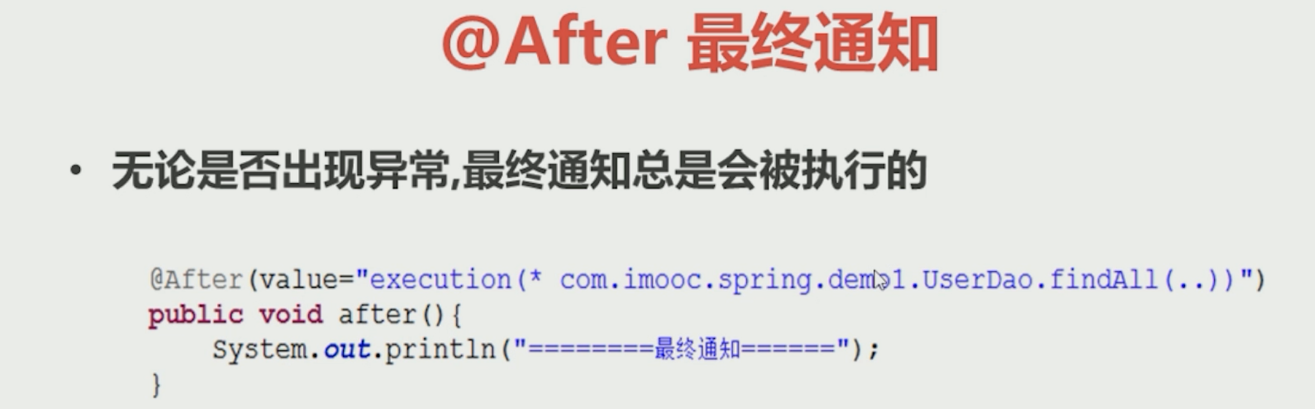 @After 最终通知
• 无论是否出现异常,最终通知总是会被执行的
@After(value="execution(* com.imooc.spring.demo1.UserDao.findAll(..))")
public void after(){
System.out.println("========最终通知======");
}